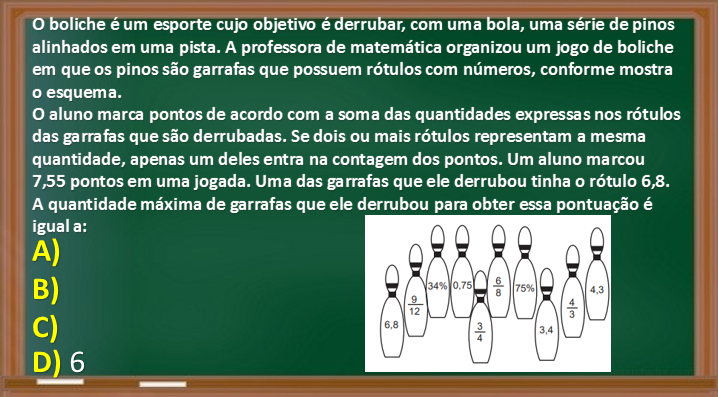 O boliche é um esporte cujo objetivo é derrubar, com uma bola, uma série de pinos
alinhados em uma pista. A professora de matemática organizou um jogo de boliche
em que os pinos são garrafas que possuem rótulos com números, conforme mostra
o esquema.
O aluno marca pontos de acordo com a soma das quantidades expressas nos rótulos
das garrafas que são derrubadas. Se dois ou mais rótulos representam a mesma
quantidade, apenas um deles entra na contagem dos pontos. Um aluno marcou
7,55 pontos em uma jogada. Uma das garrafas que ele derrubou tinha o rótulo 6,8.
A quantidade máxima de garrafas que ele derrubou para obter essa pontuação é
igual a:
A)
B)
C)
D) 6
6,8
9/12
34%
0,75
3/4
6/8
75%
3,4
4/3
4,3